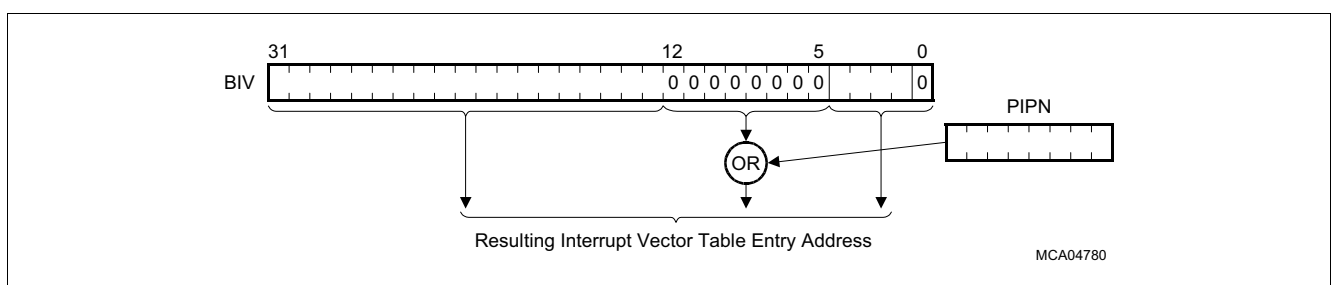 31 12 5 0
BIV 0 0 0 0 0 0 0 0 0
PIPN
OR
Resulting Interrupt Vector Table Entry Address
MCA04780